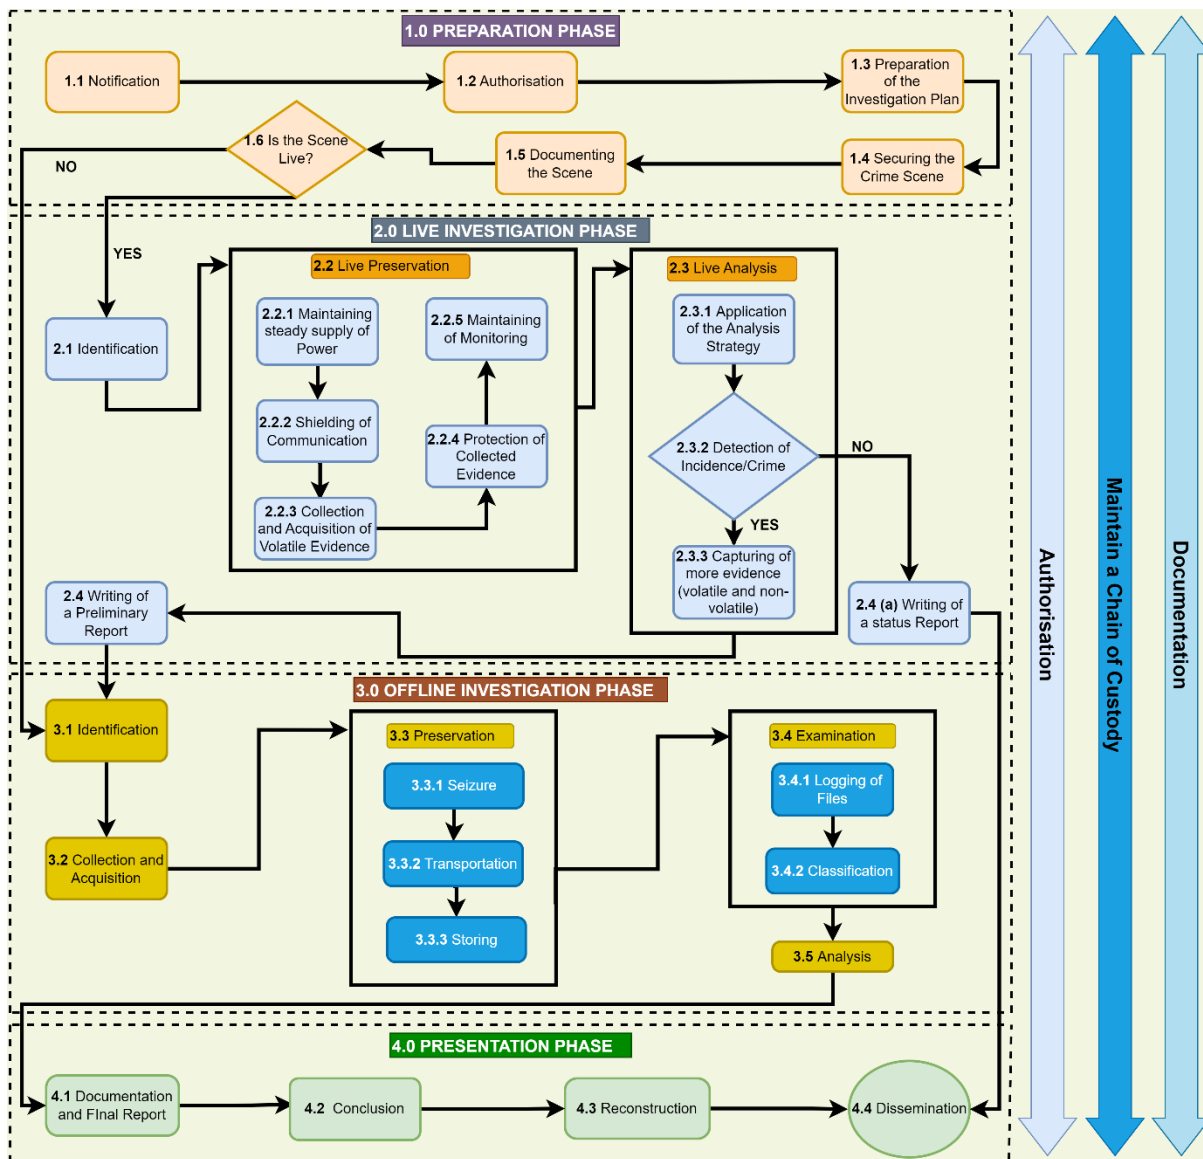 1.0 PREPARATION PHASE
1.1 Notification
1.2 Authorisation
1.3 Preparation
of the
Investigation Plan
1.6 Is the Scene
Live?
1.5 Documenting
the Scene
1.4 Securing the
Crime Scene
NO
YES
2.0 LIVE INVESTIGATION PHASE
2.1 Identification
2.2 Live Preservation
2.2.1 Maintaining
steady supply of
Power
2.2.2 Shielding of
Communication
2.2.3 Collection
and Acquisition of
Volatile Evidence
2.2.4 Protection of
Collected
Evidence
2.2.5 Maintaining
of Monitoring
2.3 Live Analysis
2.3.1 Application
of the Analysis
Strategy
2.3.2 Detection of
Incidence/Crime
NO
YES
2.3.3 Capturing of
more evidence
(volatile and non-
volatile)
2.4 Writing of
a Preliminary
Report
2.4 (a) Writing of
a status Report
3.0 OFFLINE INVESTIGATION PHASE
3.1 Identification
3.2 Collection and
Acquisition
3.3 Preservation
3.3.1 Seizure
3.3.2 Transportation
3.3.3 Storing
3.4 Examination
3.4.1 Logging of
Files
3.4.2 Classification
3.5 Analysis
4.0 PRESENTATION PHASE
4.1 Documentation
and FInal Report
4.2 Conclusion
4.3 Reconstruction
4.4 Dissemination
Authorisation
Maintain a Chain of Custody
Documentation